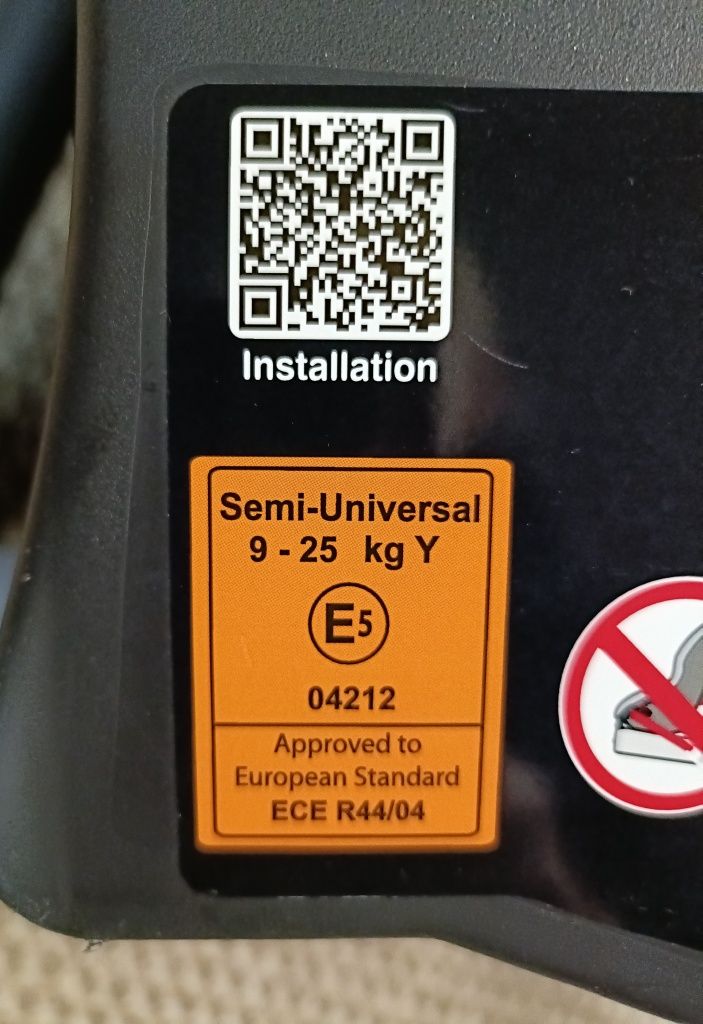 Installation
Semi-Universal
9 - 25 kg Y
E5
04212
Approved to
European Standard
ECE R44/04